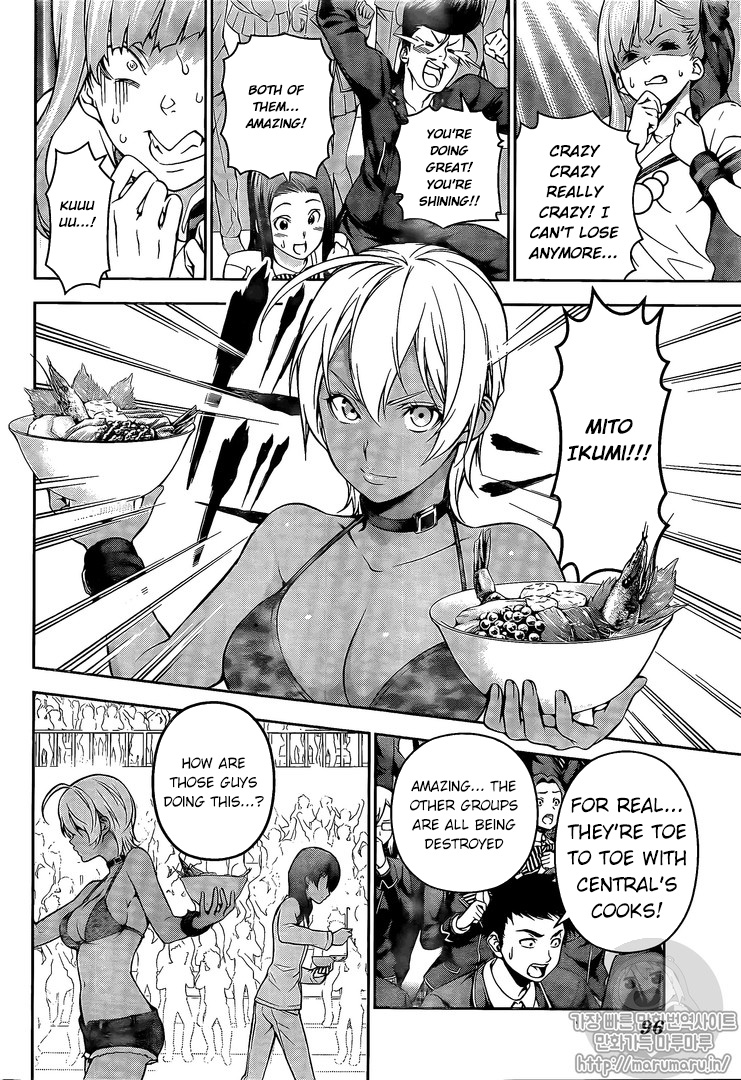 CRAZY
CRAZY
REALLY
CRAZY! I
CAN'T LOSE
ANYMORE...
YOU'RE
DOING
GREAT!
YOU'RE
SHINING!!
BOTH OF
THEM...
AMAZING!
KUUU
UU...!
MITO
IKUMI!!!
FOR REAL...
THEY'RE TOE
TO TOE WITH
CENTRAL'S
COOKS!
AMAZING... THE
OTHER GROUPS
ARE ALL BEING
DESTROYED
HOW ARE
THOSE GUYS
DOING THIS...?
96
가장 빠른 만화번역사이트
만화가득 마루마루
http://marumaru.in/